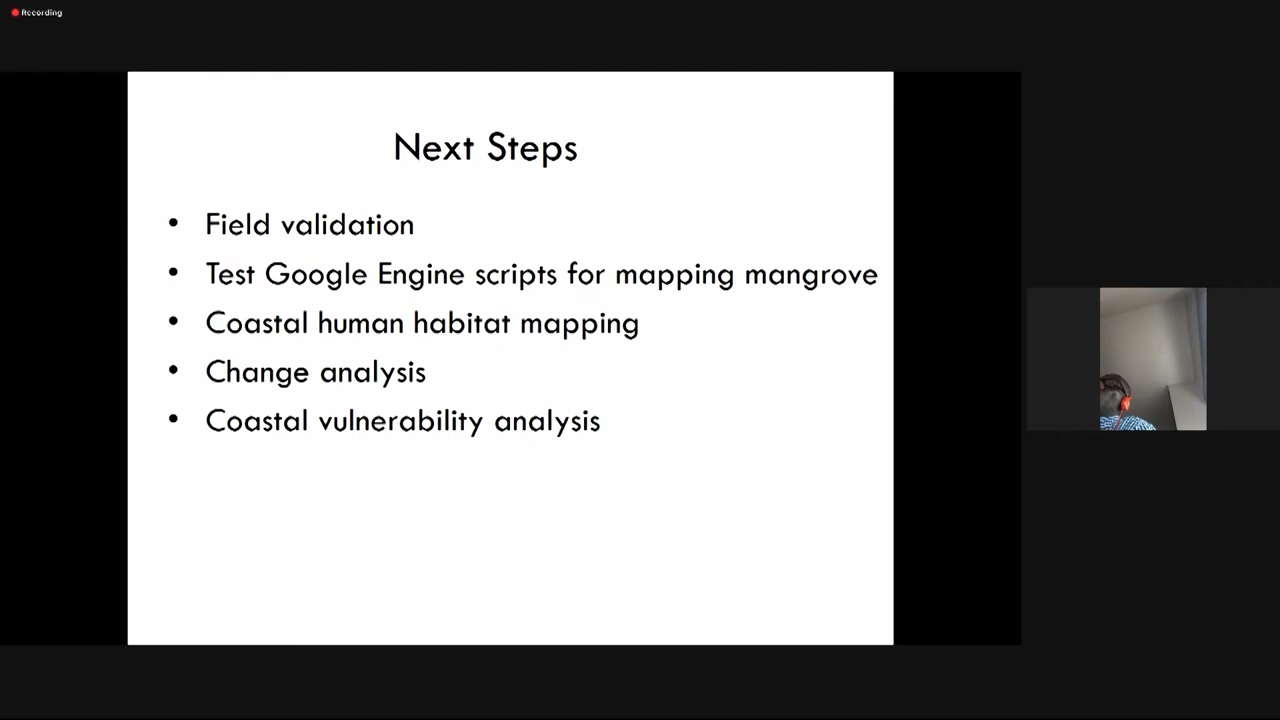 Recording
Next Steps
• Field validation
• Test Google Engine scripts for mapping mangrove
• Coastal human habitat mapping
• Change analysis
• Coastal vulnerability analysis